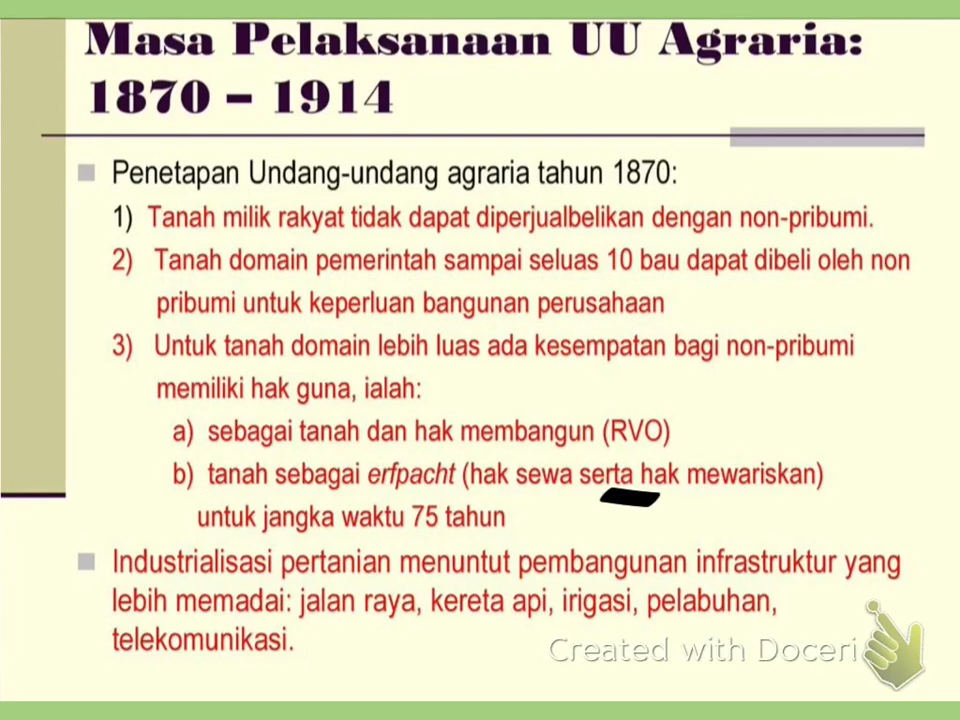 Masa Pelaksanaan UU Agraria:
1870 – 1914
Penetapan Undang-undang agraria tahun 1870:
1) Tanah milik rakyat tidak dapat diperjualbelikan dengan non-pribumi.
2) Tanah domain pemerintah sampai seluas 10 bau dapat dibeli oleh non
pribumi untuk keperluan bangunan perusahaan
3) Untuk tanah domain lebih luas ada kesempatan bagi non-pribumi
memiliki hak guna, ialah:
a) sebagai tanah dan hak membangun (RVO)
b) tanah sebagai erfpacht (hak sewa serta hak mewariskan)
untuk jangka waktu 75 tahun
Industrialisasi pertanian menuntut pembangunan infrastruktur yang
lebih memadai: jalan raya, kereta api, irigasi, pelabuhan,
telekomunikasi.
Created with Doceri